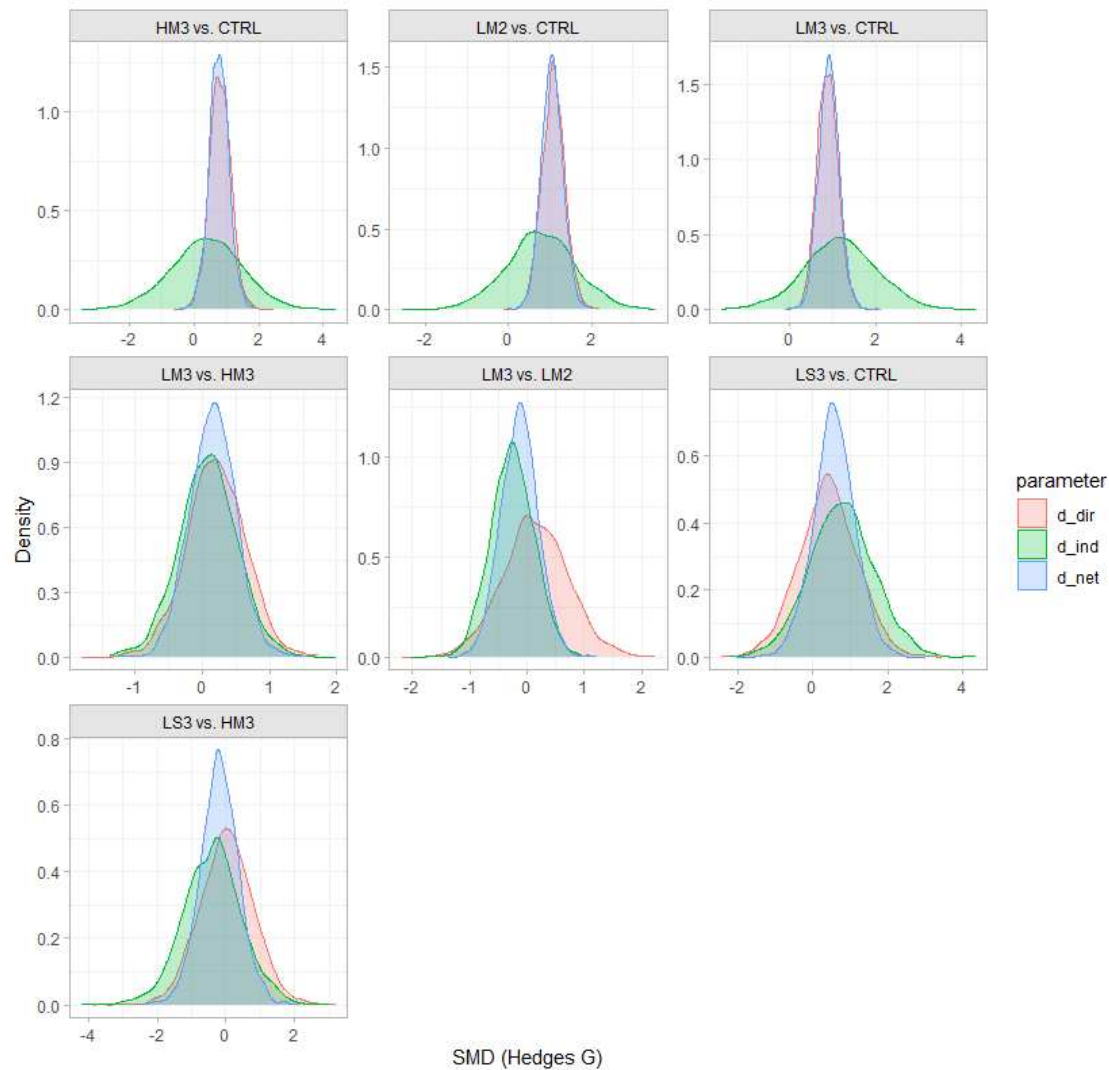 HM3 vs. CTRL
LM2 vs. CTRL
LM3 vs. CTRL
1.0
0.5
0.0
-2 0 2 4
1.5
1.0
0.5
0.0
-2 0 2
1.5
1.0
0.5
0.0
0 2 4
LM3 vs. HM3
LM3 vs. LM2
LS3 vs. CTRL
1.2
0.9
0.6
0.3
0.0
-1 0 1 2
1.0
0.5
0.0
-2 -1 0 1 2
0.6
0.4
0.2
0.0
-2 0 2 4
LS3 vs. HM3
0.8
0.6
0.4
0.2
0.0
-4 -2 0 2
Density
SMD (Hedges G)
parameter
d_dir
d_ind
d_net